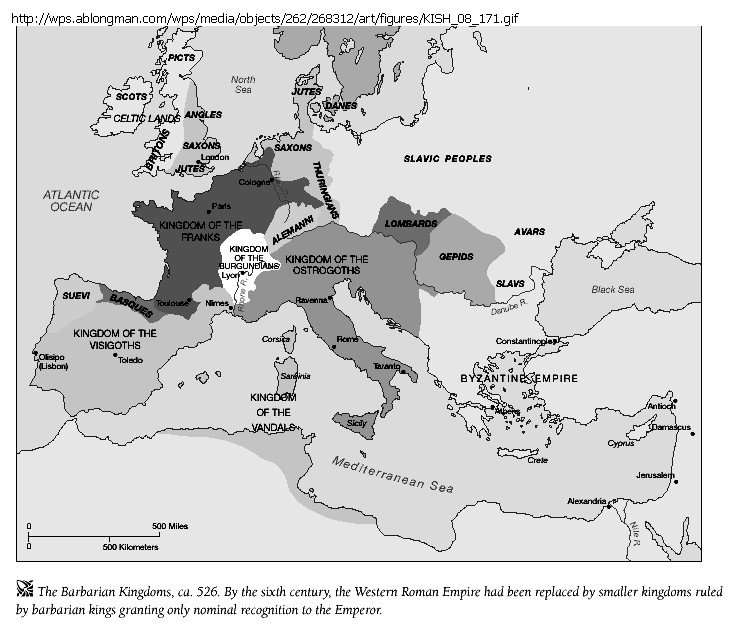 http://wps.ablongman.com/wps/media/objects/262/268312/art/figures/KISH_08_171.gif
PICTS
North
Sea
SCOTS
JUTES
DANES
CELTIC LANDS
ANGLES
BRITONS
SAXONS
London
JUTES
SAXONS
THURINGIANS
SLAVIC PEOPLES
Cologne
ATLANTIC
OCEAN
Paris
KINGDOM OF THE
FRANKS
ALEMANNI
LOMBARDS
AVARS
KINGDOM
OF THE
BURGUNDIANS
Lyon
KINGDOM OF THE
OSTROGOTHS
GEPIDS
SLAVS
Black Sea
SUEVI
BASQUES
Toulouse
Nîmes
Rhone R.
Ravenna
Danube R.
KINGDOM OF THE
VISIGOTHS
Olisipo
(Lisbon)
Toledo
Corsica
Rome
Constantinople
Sardinia
Taranto
BYZANTINE EMPIRE
KINGDOM
OF THE
VANDALS
Sicily
Athens
Antioch
Damascus
Cyprus
Crete
Mediterranean Sea
Jerusalem
Alexandria
Nile R.
0
500 Miles
0
500 Kilometers
The Barbarian Kingdoms, ca. 526. By the sixth century, the Western Roman Empire had been replaced by smaller kingdoms ruled
by barbarian kings granting only nominal recognition to the Emperor.